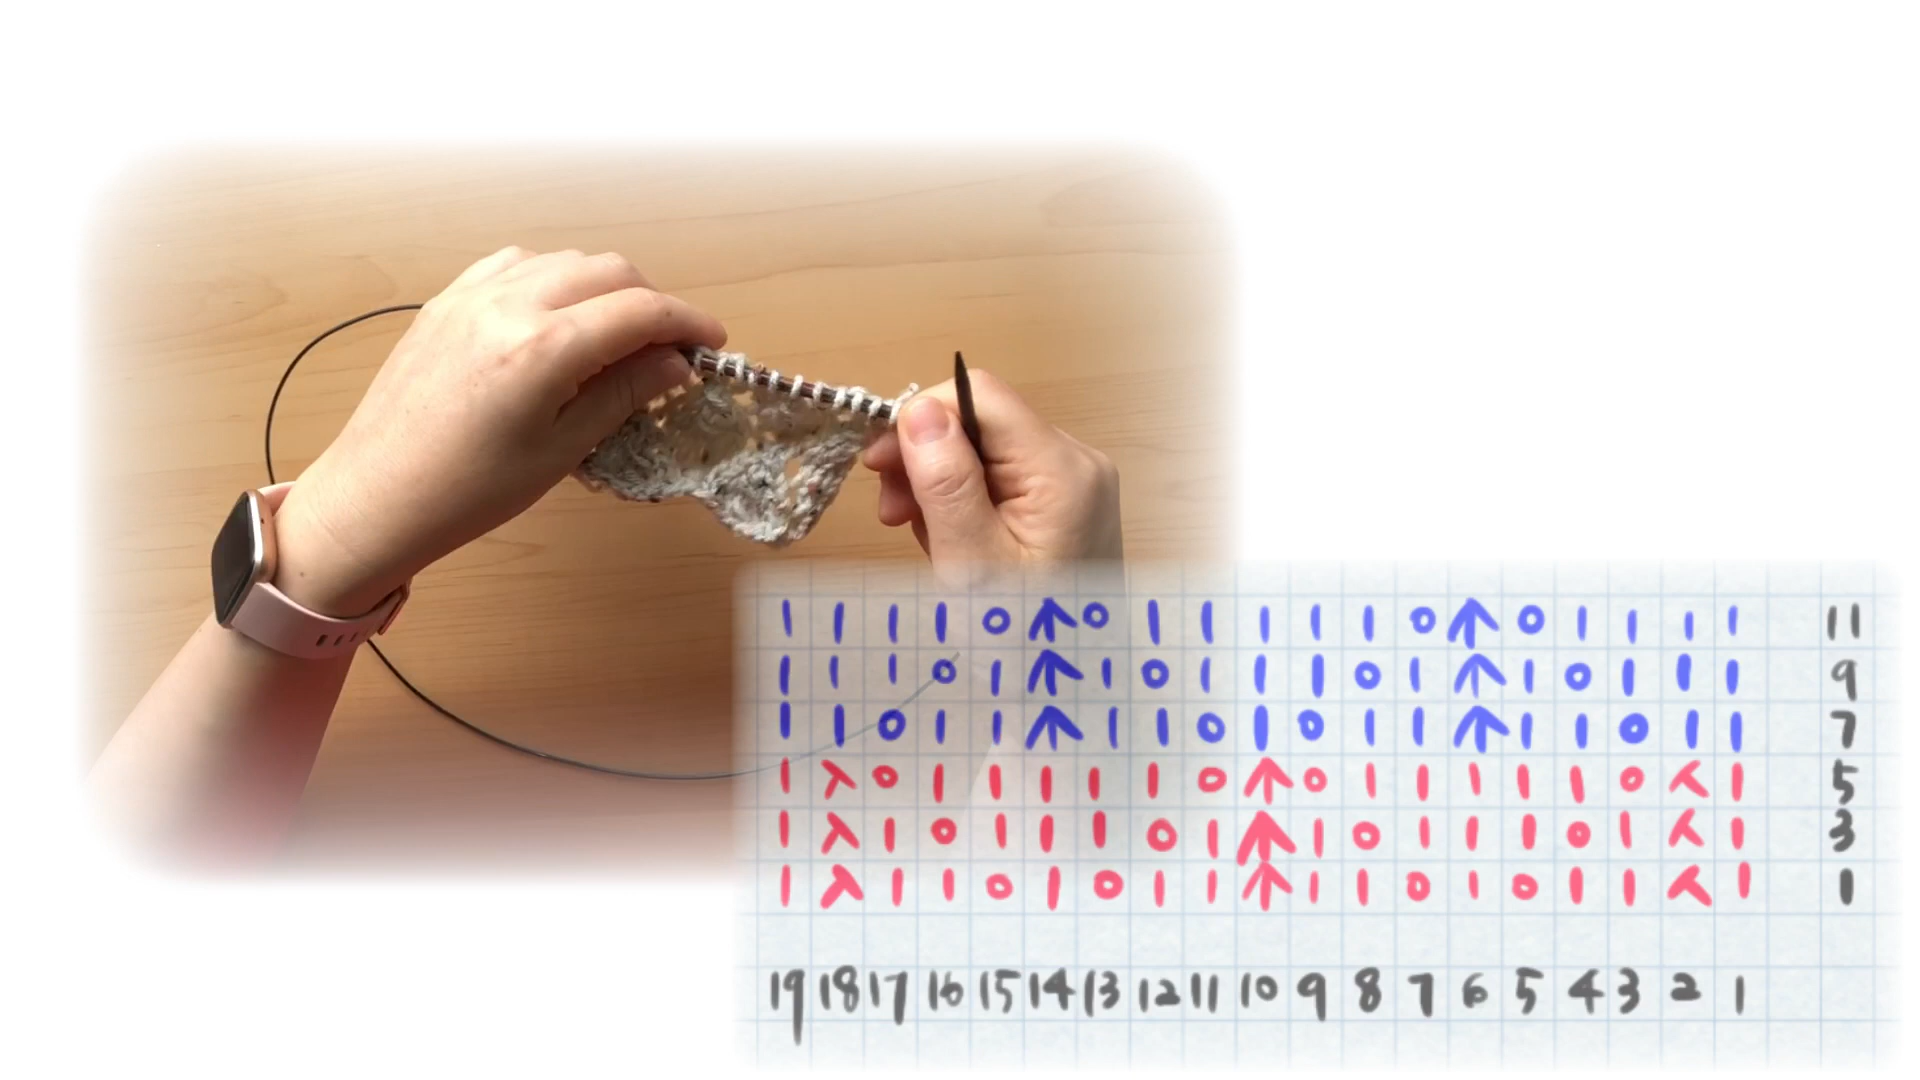 | | | | O ↑ O | | | | | O ↑ O | | | | 11
| | | O | ↑ | O | | | O | ↑ | O | | | 9
| | O | | ↑ | | O | O | | ↑ | | O | | 7
| ⋋ O | | | | | O ↑ O | | | | | O ⋌ | 5
| ⋋ | O | | | O | ↑ | O | | | O | ⋌ | 3
| ⋋ | | O | O | | ↑ | | O | O | | ⋌ | 1
19 18 17 16 15 14 13 12 11 10 9 8 7 6 5 4 3 2 1